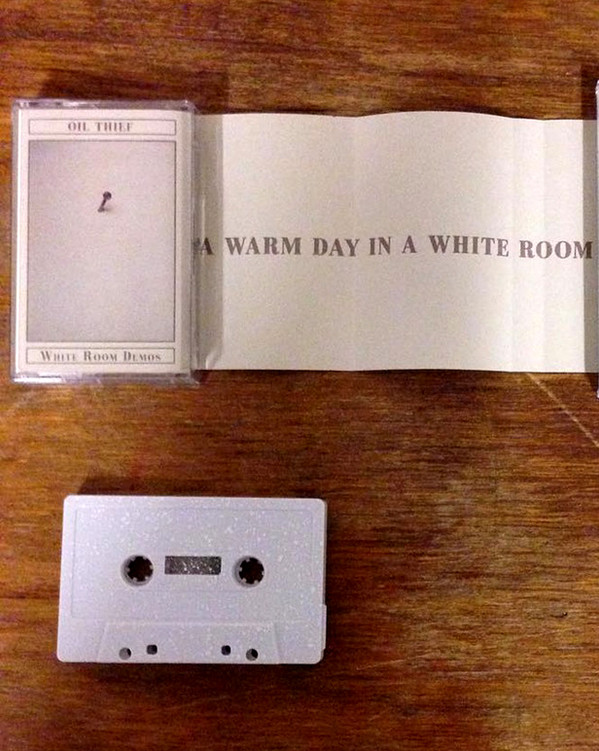 OIL THIEF
WHITE ROOM DEMOS
A WARM DAY IN A WHITE ROOM